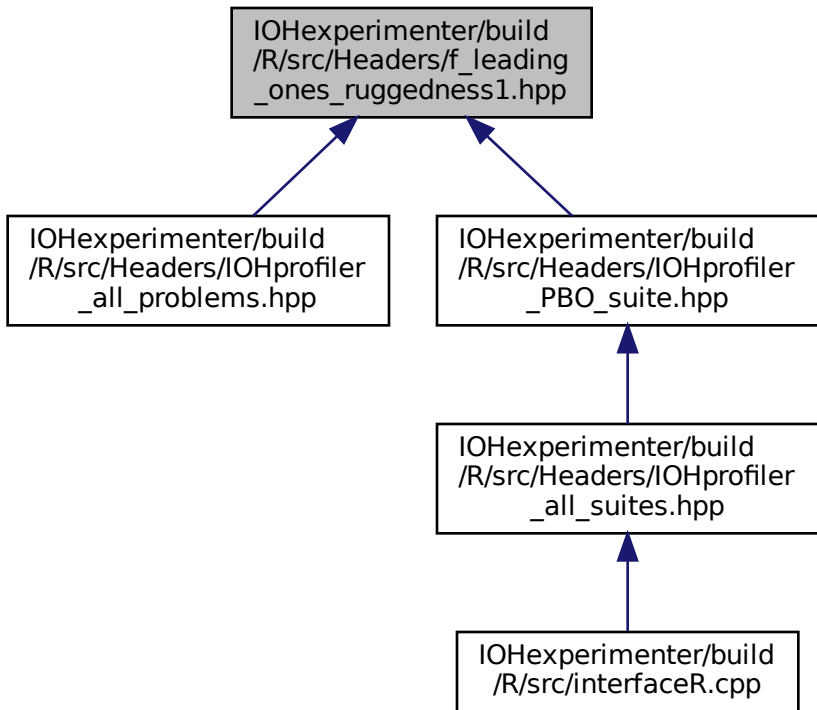 IOHexperimenter/build
/R/src/Headers/f_leading
_ones_ruggedness1.hpp
IOHexperimenter/build
/R/src/Headers/IOHprofiler
_all_problems.hpp
IOHexperimenter/build
/R/src/Headers/IOHprofiler
_PBO_suite.hpp
IOHexperimenter/build
/R/src/Headers/IOHprofiler
_all_suites.hpp
IOHexperimenter/build
/R/src/interfaceR.cpp